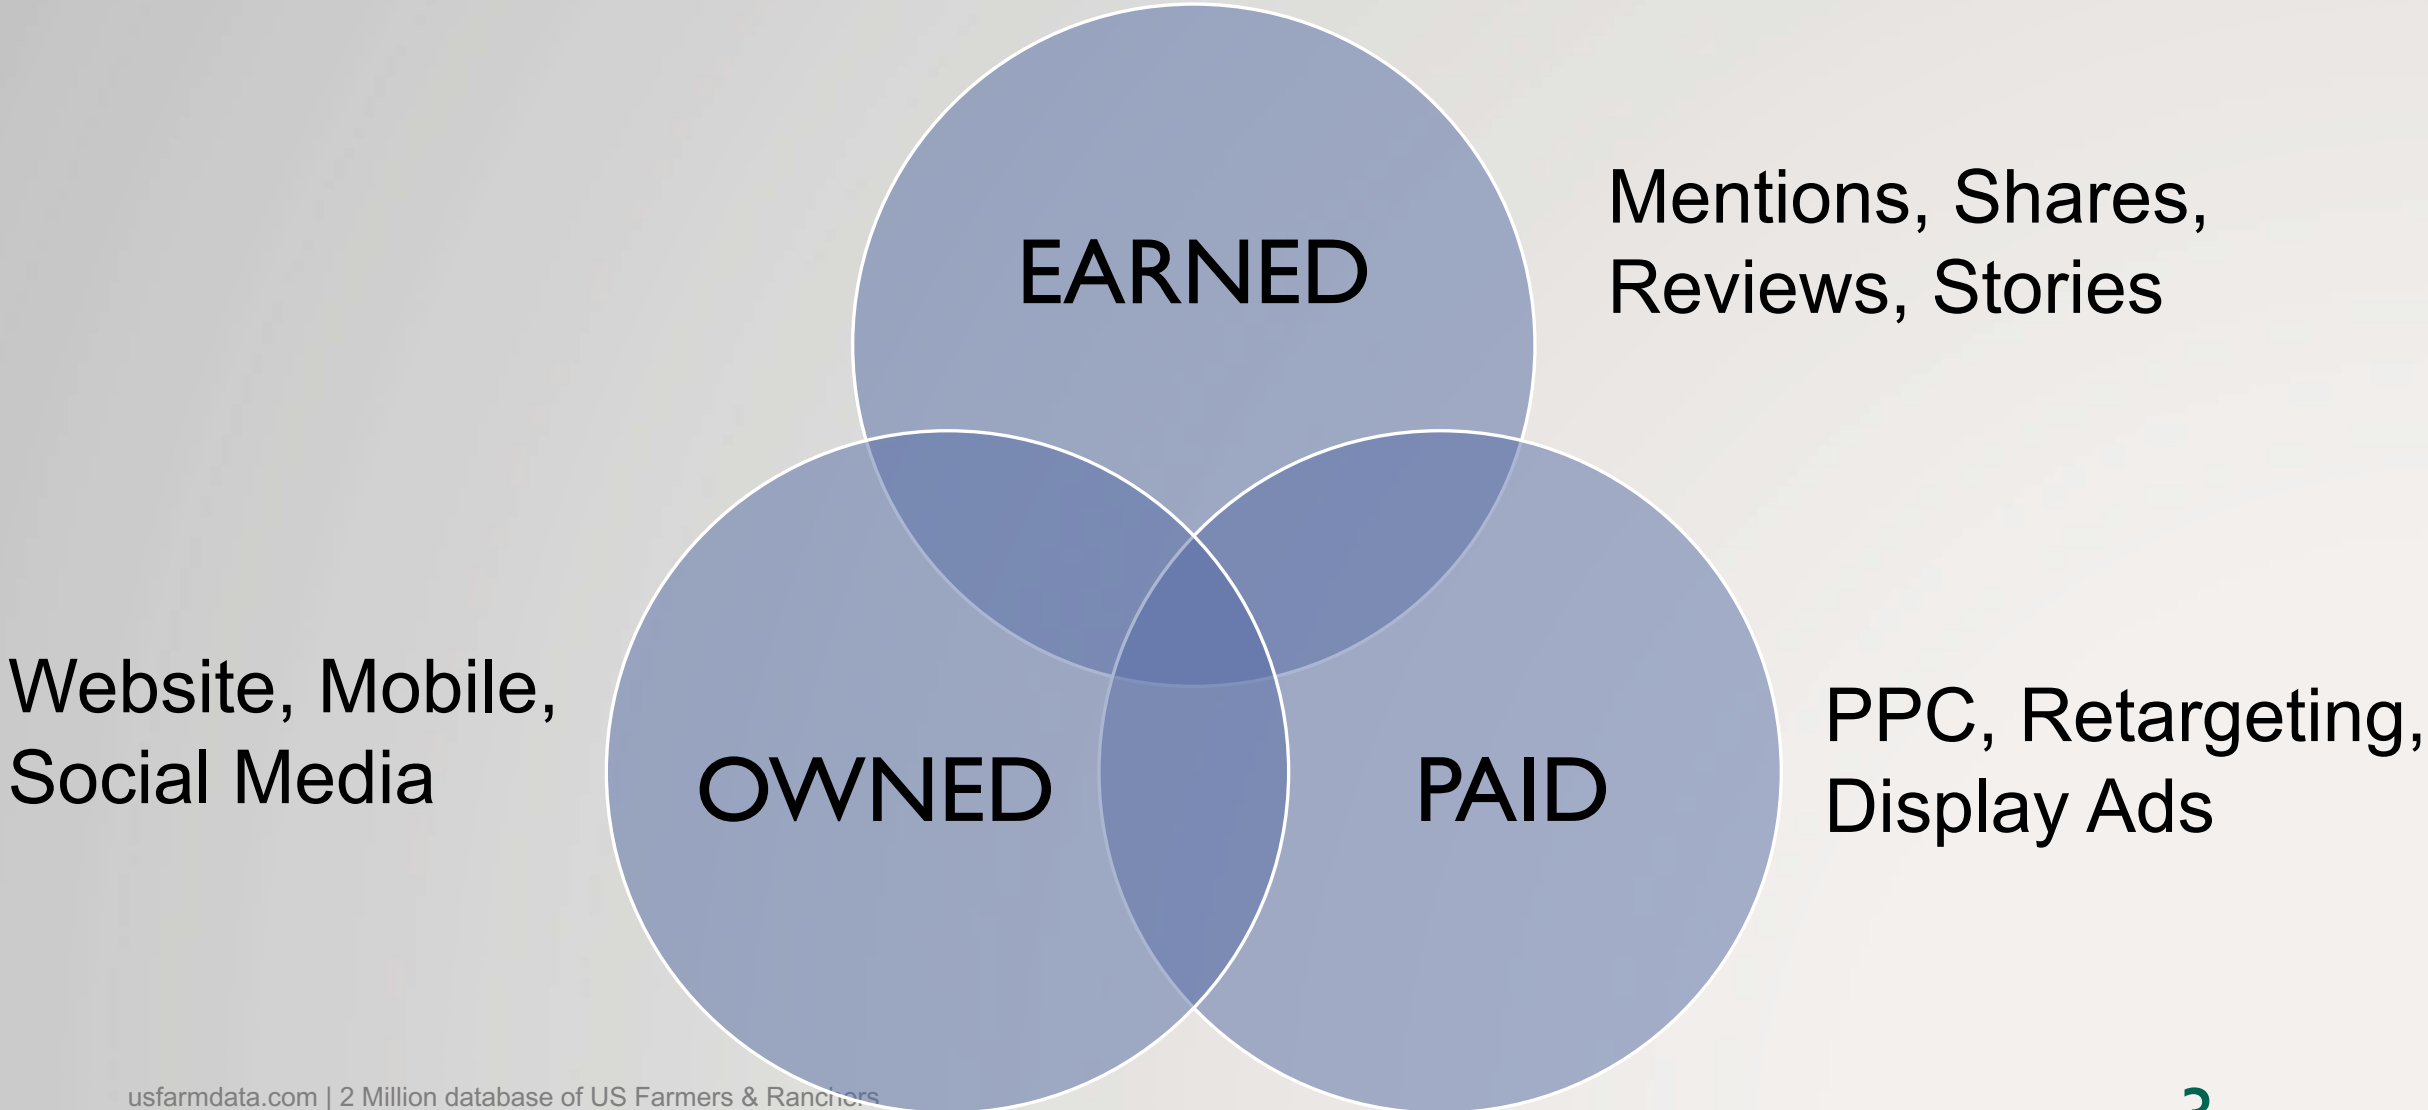 EARNED
Mentions, Shares,
Reviews, Stories
Website, Mobile,
Social Media
OWNED
PAID
PPC, Retargeting,
Display Ads
usfarmdata.com | 2 Million database of US Farmers & Ranchers